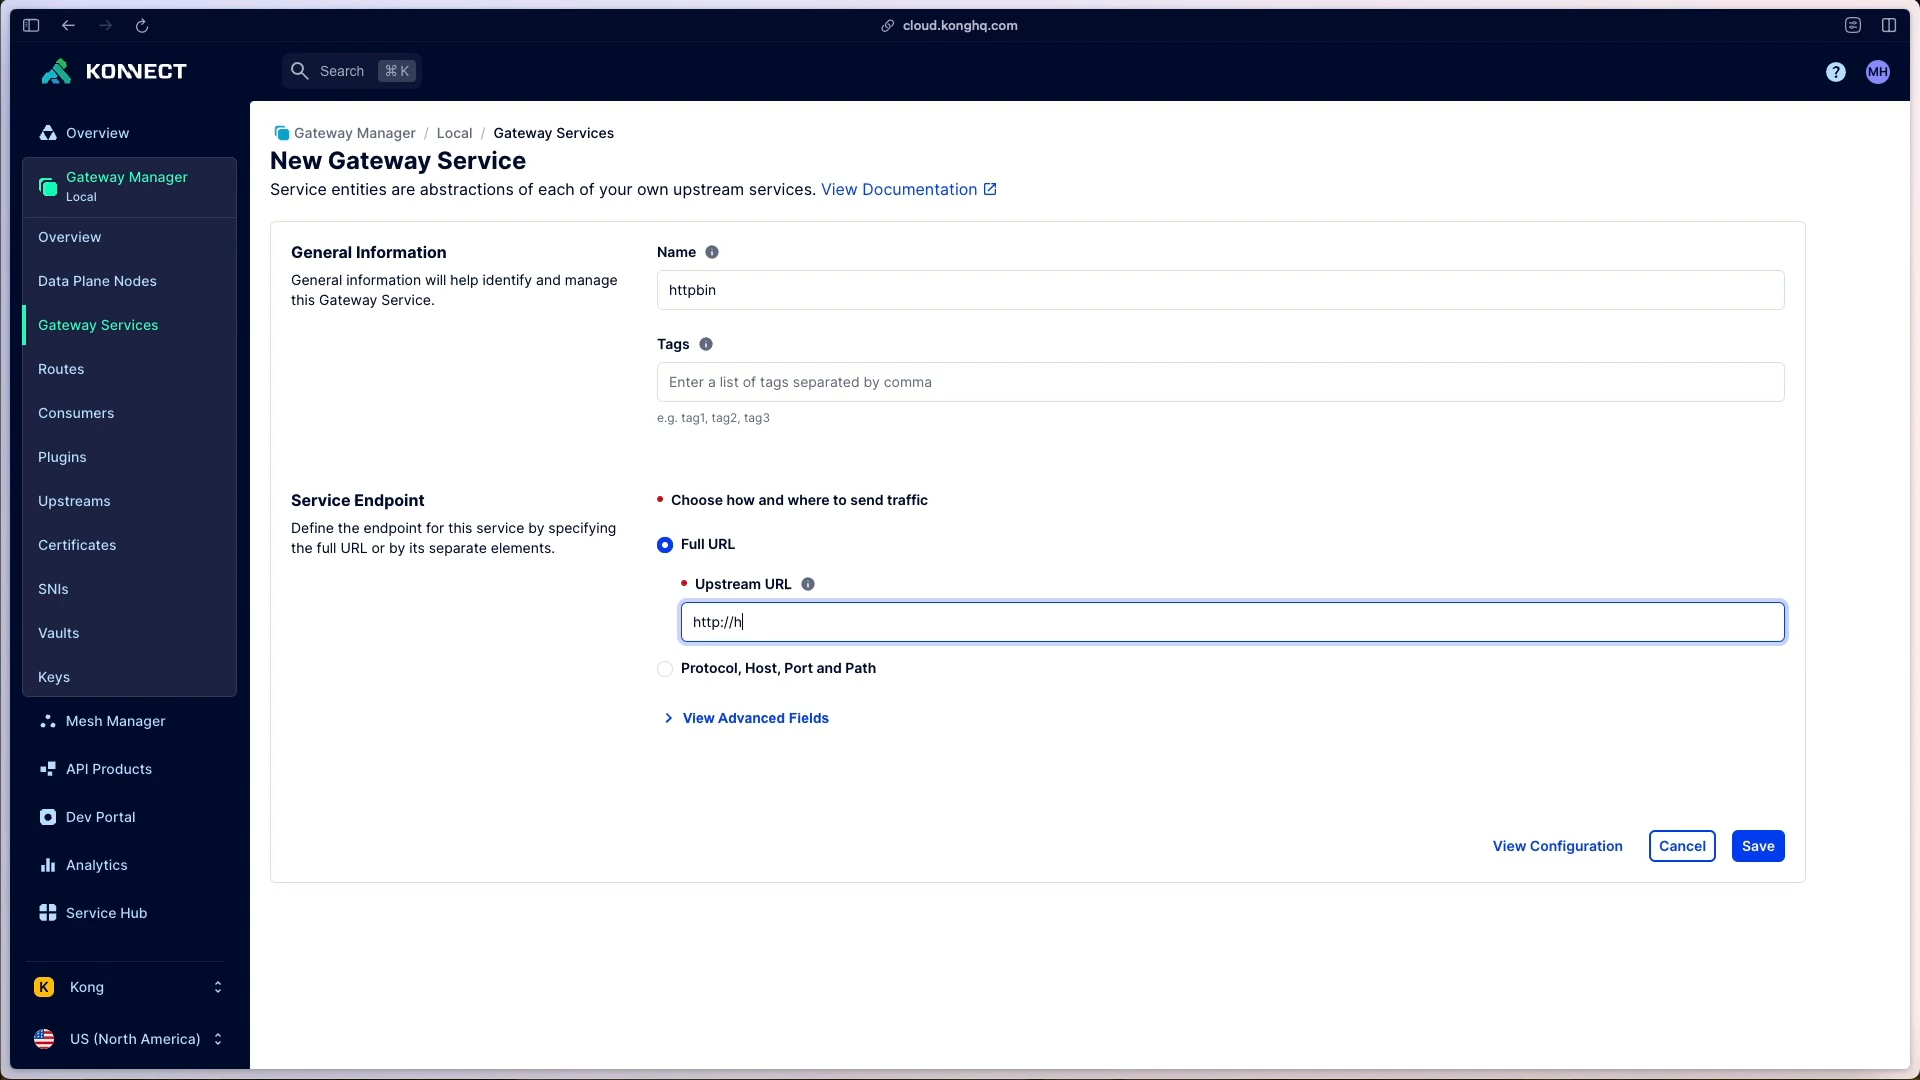 cloud.konghq.com
KONNECT
Search ⌘ K
?
MH
Overview
Gateway Manager
Local
Overview
Data Plane Nodes
Gateway Services
Routes
Consumers
Plugins
Upstreams
Certificates
SNIs
Vaults
Keys
Mesh Manager
API Products
Dev Portal
Analytics
Service Hub
K Kong
US (North America)
Gateway Manager / Local / Gateway Services
New Gateway Service
Service entities are abstractions of each of your own upstream services. View Documentation
General Information
General information will help identify and manage
this Gateway Service.
Name
httpbin
Tags
Enter a list of tags separated by comma
e.g. tag1, tag2, tag3
Service Endpoint
Define the endpoint for this service by specifying
the full URL or by its separate elements.
Choose how and where to send traffic
Full URL
Upstream URL
http://h
Protocol, Host, Port and Path
View Advanced Fields
View Configuration
Cancel
Save